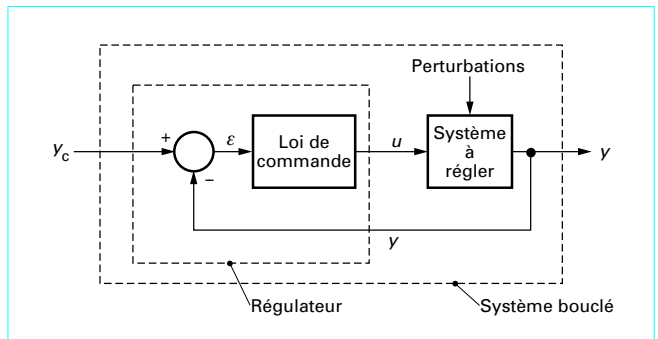 Perturbations
+
ε
Loi de
commande
u
Système
à
régler
y_c
y
−
y
Régulateur
Système bouclé